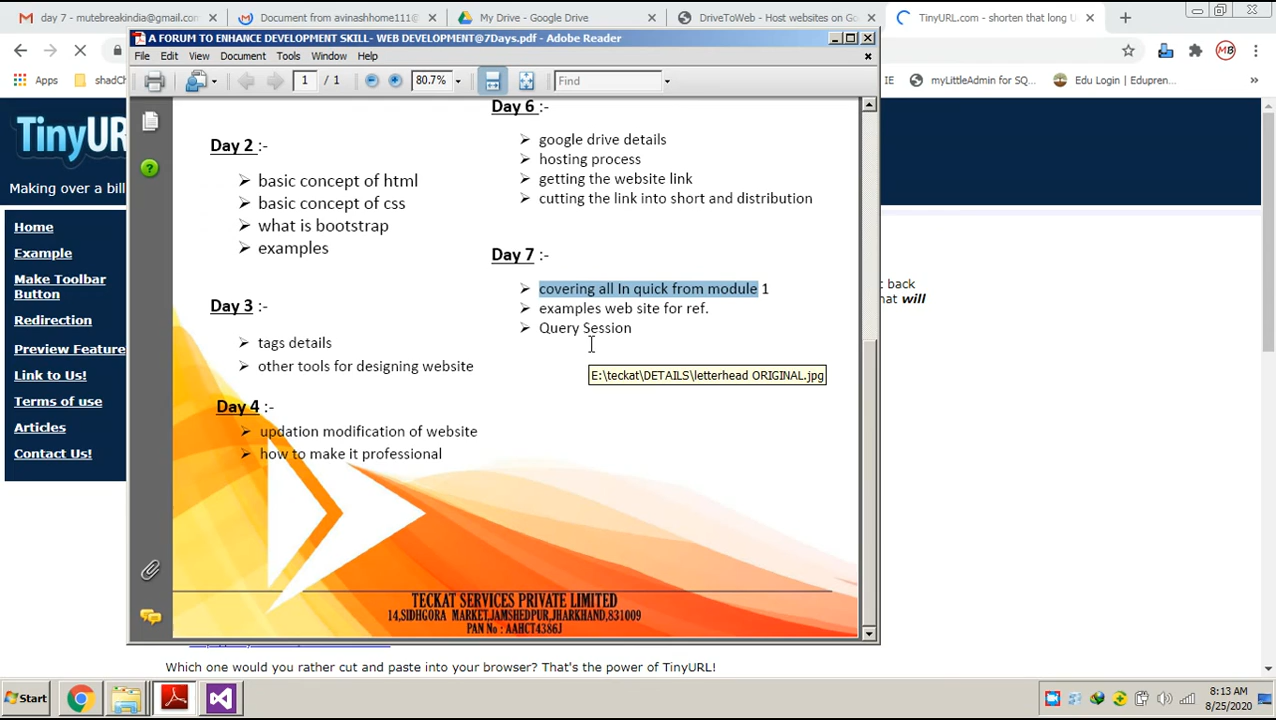 day 7 - mutebreakindia@gmail.com
Document from avinashhome111@
My Drive - Google Drive
DriveToWeb - Host websites on Go
TinyURL.com - shorten that long U
A FORUM TO ENHANCE DEVELOPMENT SKILL- WEB DEVELOPMENT@7Days.pdf - Adobe Reader
File Edit View Document Tools Window Help
1 / 1 80.7% Find
Apps
shadCh
IE
myLittleAdmin for SQ...
Edu Login | Edupren...
TinyUR
Making over a bill
Home
Example
Make Toolbar
Button
Redirection
Preview Feature
Link to Us!
Terms of use
Articles
Contact Us!
Day 2 :-
basic concept of html
basic concept of css
what is bootstrap
examples
Day 3 :-
tags details
other tools for designing website
Day 4 :-
updation modification of website
how to make it professional
Day 6 :-
google drive details
hosting process
getting the website link
cutting the link into short and distribution
Day 7 :-
covering all In quick from module 1
examples web site for ref.
Query Session
E:\teckat\DETAILS\letterhead ORIGINAL.jpg
TECKAT SERVICES PRIVATE LIMITED
14,SIDHGORA MARKET,JAMSHEDPUR,JHARKHAND,831009
PAN No : AAHCT4386J
back
hat will
Which one would you rather cut and paste into your browser? That's the power of TinyURL!
Start
8:13 AM
8/25/2020